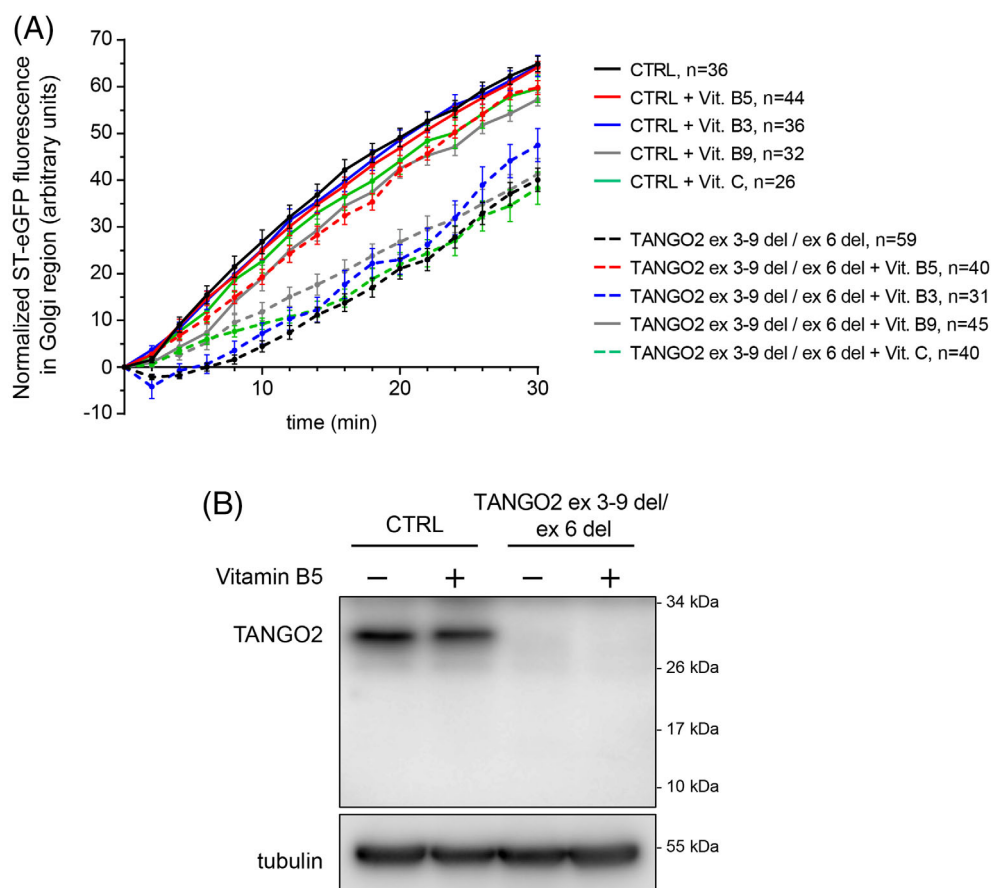 (A)
Normalized ST-eGFP fluorescence
in Golgi region (arbitrary units)
70
60
50
40
30
20
10
0
-10
10
20
30
time (min)
CTRL, n=36
CTRL + Vit. B5, n=44
CTRL + Vit. B3, n=36
CTRL + Vit. B9, n=32
CTRL + Vit. C, n=26
TANGO2 ex 3-9 del / ex 6 del, n=59
TANGO2 ex 3-9 del / ex 6 del + Vit. B5, n=40
TANGO2 ex 3-9 del / ex 6 del + Vit. B3, n=31
TANGO2 ex 3-9 del / ex 6 del + Vit. B9, n=45
TANGO2 ex 3-9 del / ex 6 del + Vit. C, n=40
(B)
CTRL
TANGO2 ex 3-9 del/
ex 6 del
Vitamin B5 − + − +
TANGO2
34 kDa
26 kDa
17 kDa
10 kDa
tubulin
55 kDa